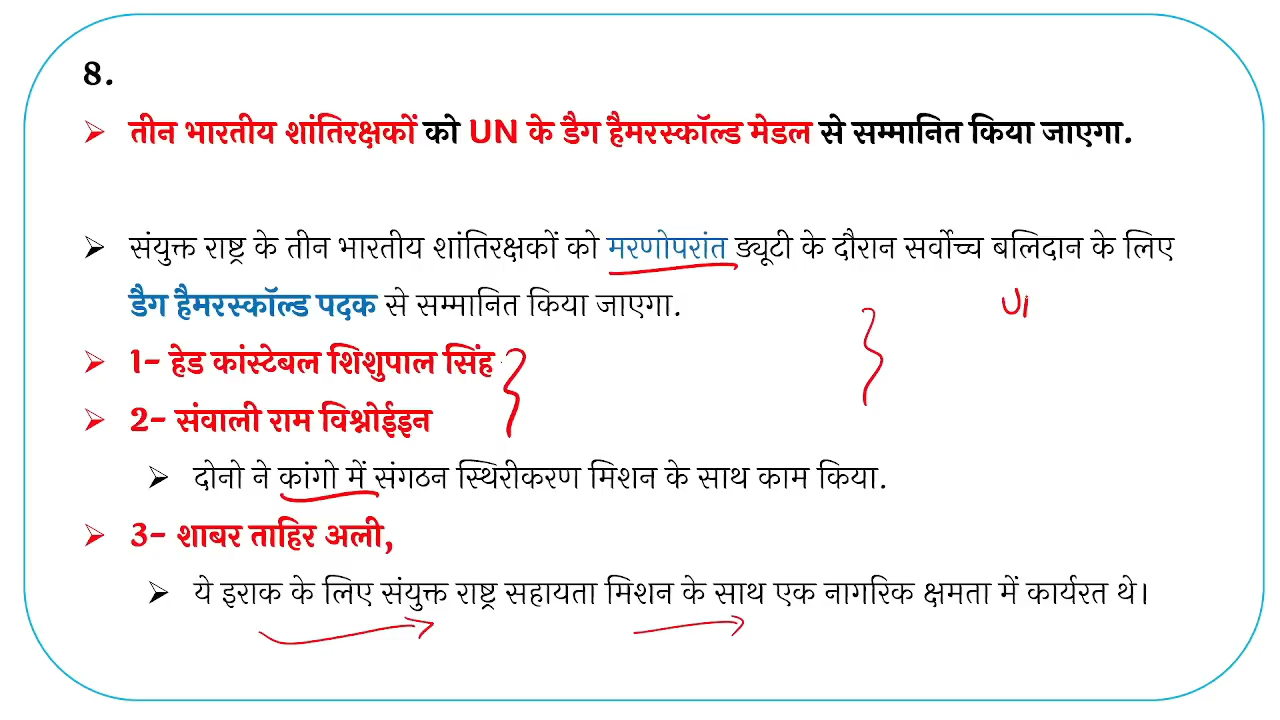 8.
तीन भारतीय शांतिरक्षकों को UN के डैग हैमरस्कॉल्ड मेडल से सम्मानित किया जाएगा.
संयुक्त राष्ट्र के तीन भारतीय शांतिरक्षकों को मरणोपरांत ड्यूटी के दौरान सर्वोच्च बलिदान के लिए
डैग हैमरस्कॉल्ड पदक से सम्मानित किया जाएगा.
1- हेड कांस्टेबल शिशुपाल सिंह
2- संवाली राम विश्नोईइन
दोनो ने कांगो में संगठन स्थिरीकरण मिशन के साथ काम किया.
3- शाबर ताहिर अली,
ये इराक के लिए संयुक्त राष्ट्र सहायता मिशन के साथ एक नागरिक क्षमता में कार्यरत थे।